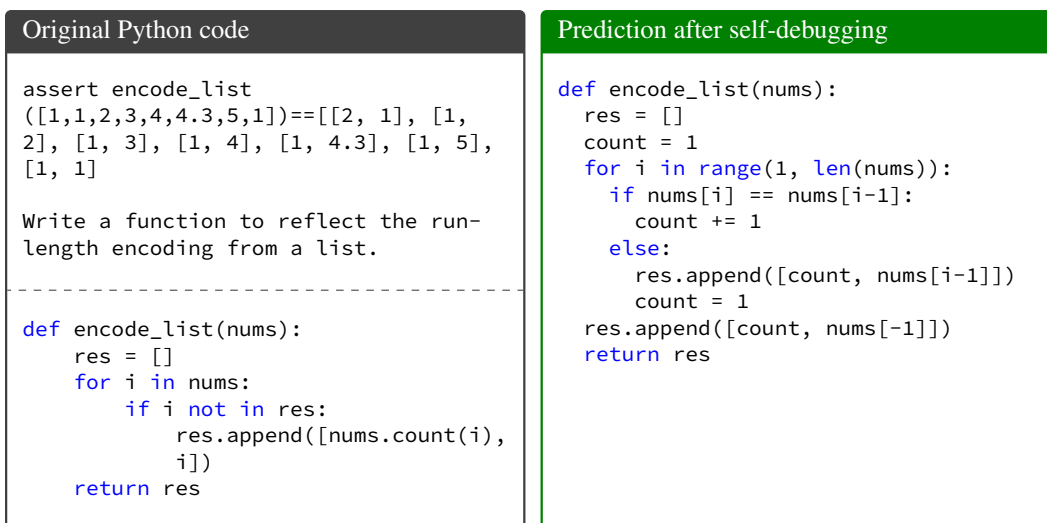 Original Python code
assert encode_list
([1,1,2,3,4,4.3,5,1])==[[2, 1], [1,
2], [1, 3], [1, 4], [1, 4.3], [1, 5],
[1, 1]
Write a function to reflect the run-
length encoding from a list.
def encode_list(nums):
    res = []
    for i in nums:
        if i not in res:
            res.append([nums.count(i),
            i])
    return res
Prediction after self-debugging
def encode_list(nums):
  res = []
  count = 1
  for i in range(1, len(nums)):
    if nums[i] == nums[i-1]:
      count += 1
    else:
      res.append([count, nums[i-1]])
      count = 1
  res.append([count, nums[-1]])
  return res